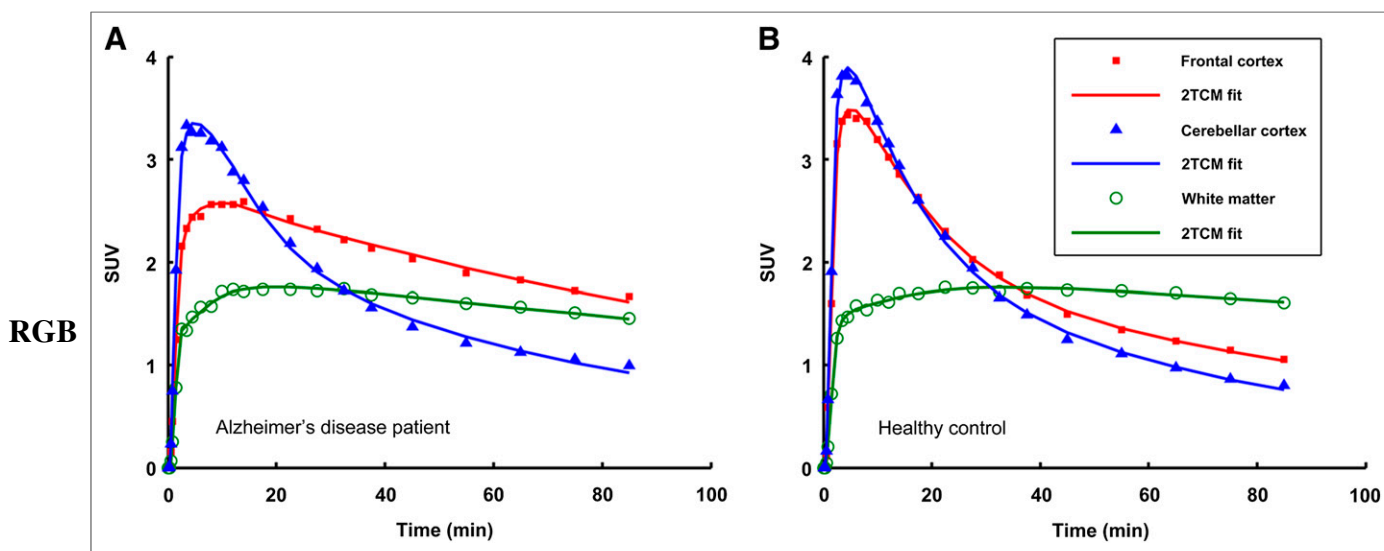 RGB
A
4
3
2
1
0
SUV
0 20 40 60 80 100
Time (min)
Alzheimer's disease patient
B
4
3
2
1
0
SUV
0 20 40 60 80 100
Time (min)
Healthy control
Frontal cortex
2TCM fit
Cerebellar cortex
2TCM fit
White matter
2TCM fit